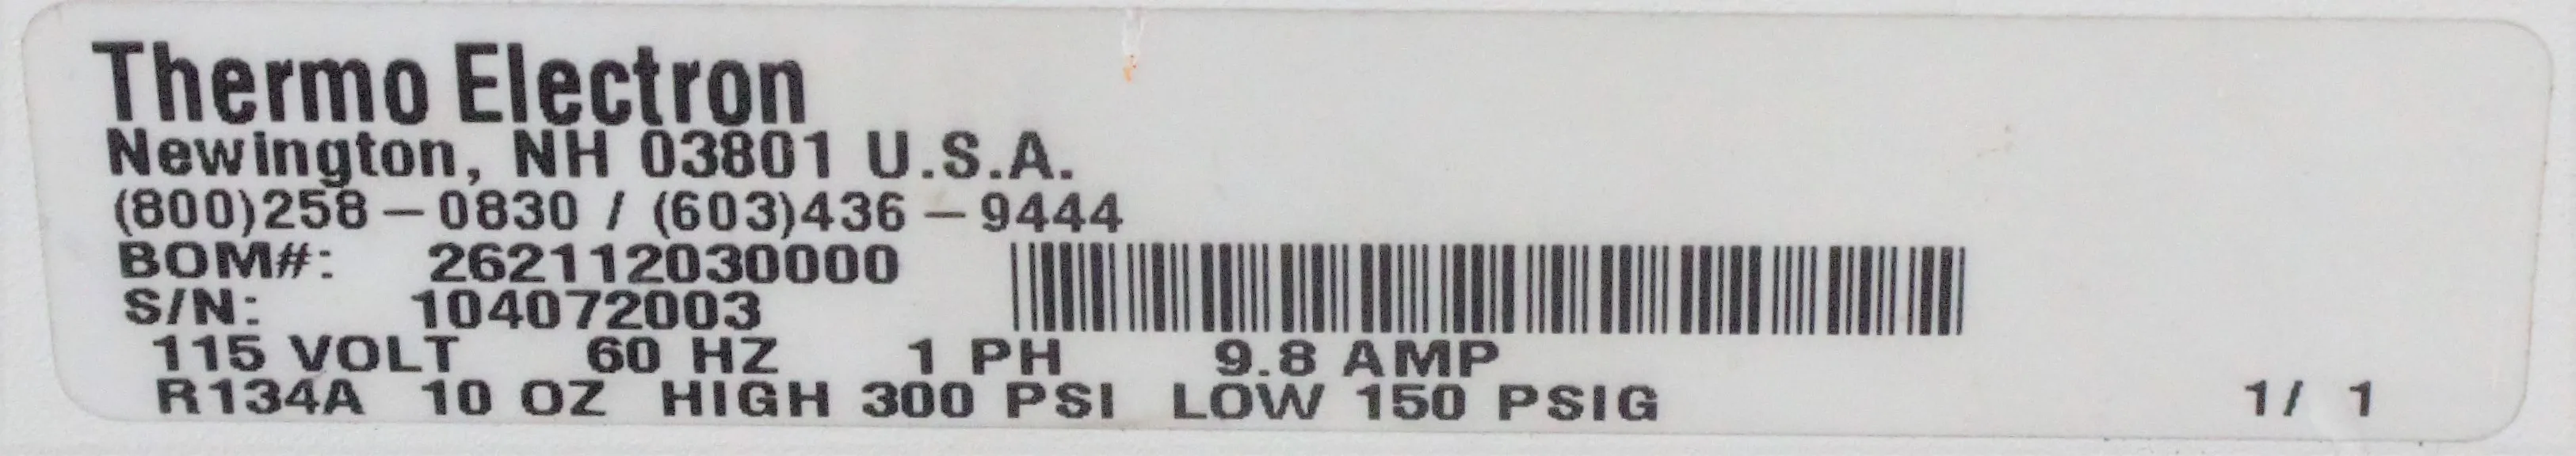 Thermo Electron
Newington, NH 03801 U.S.A.
(800)258-0830 / (603)436-9444
BOM#: 262112030000
S/N: 104072003
115 VOLT 60 HZ 1 PH 9.8 AMP
R134A 10 OZ HIGH 300 PSI LOW 150 PSIG 1/ 1